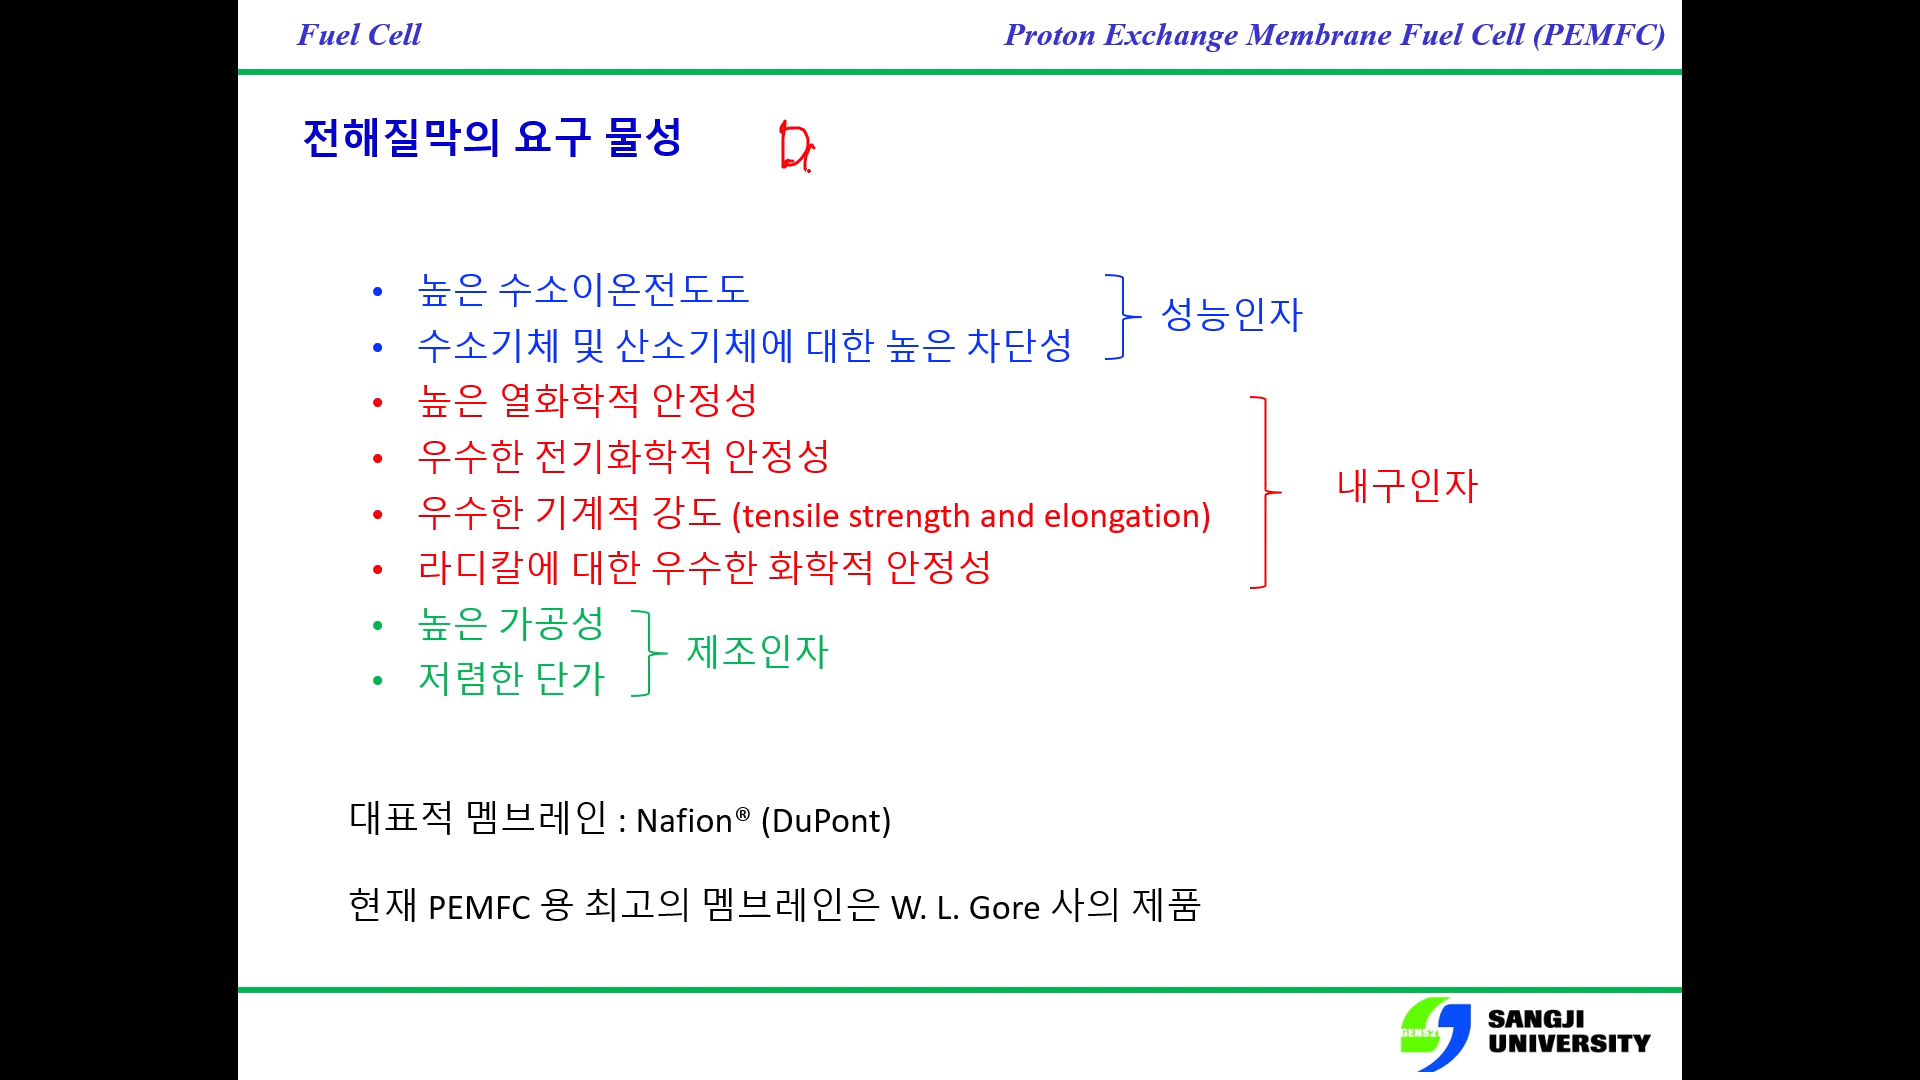 Fuel Cell
Proton Exchange Membrane Fuel Cell (PEMFC)
전해질막의 요구 물성
• 높은 수소이온전도도
• 수소기체 및 산소기체에 대한 높은 차단성
성능인자
• 높은 열화학적 안정성
• 우수한 전기화학적 안정성
• 우수한 기계적 강도 (tensile strength and elongation)
• 라디칼에 대한 우수한 화학적 안정성
내구인자
• 높은 가공성
• 저렴한 단가
제조인자
대표적 멤브레인 : Nafion® (DuPont)
현재 PEMFC 용 최고의 멤브레인은 W. L. Gore 사의 제품
SANGJI
UNIVERSITY